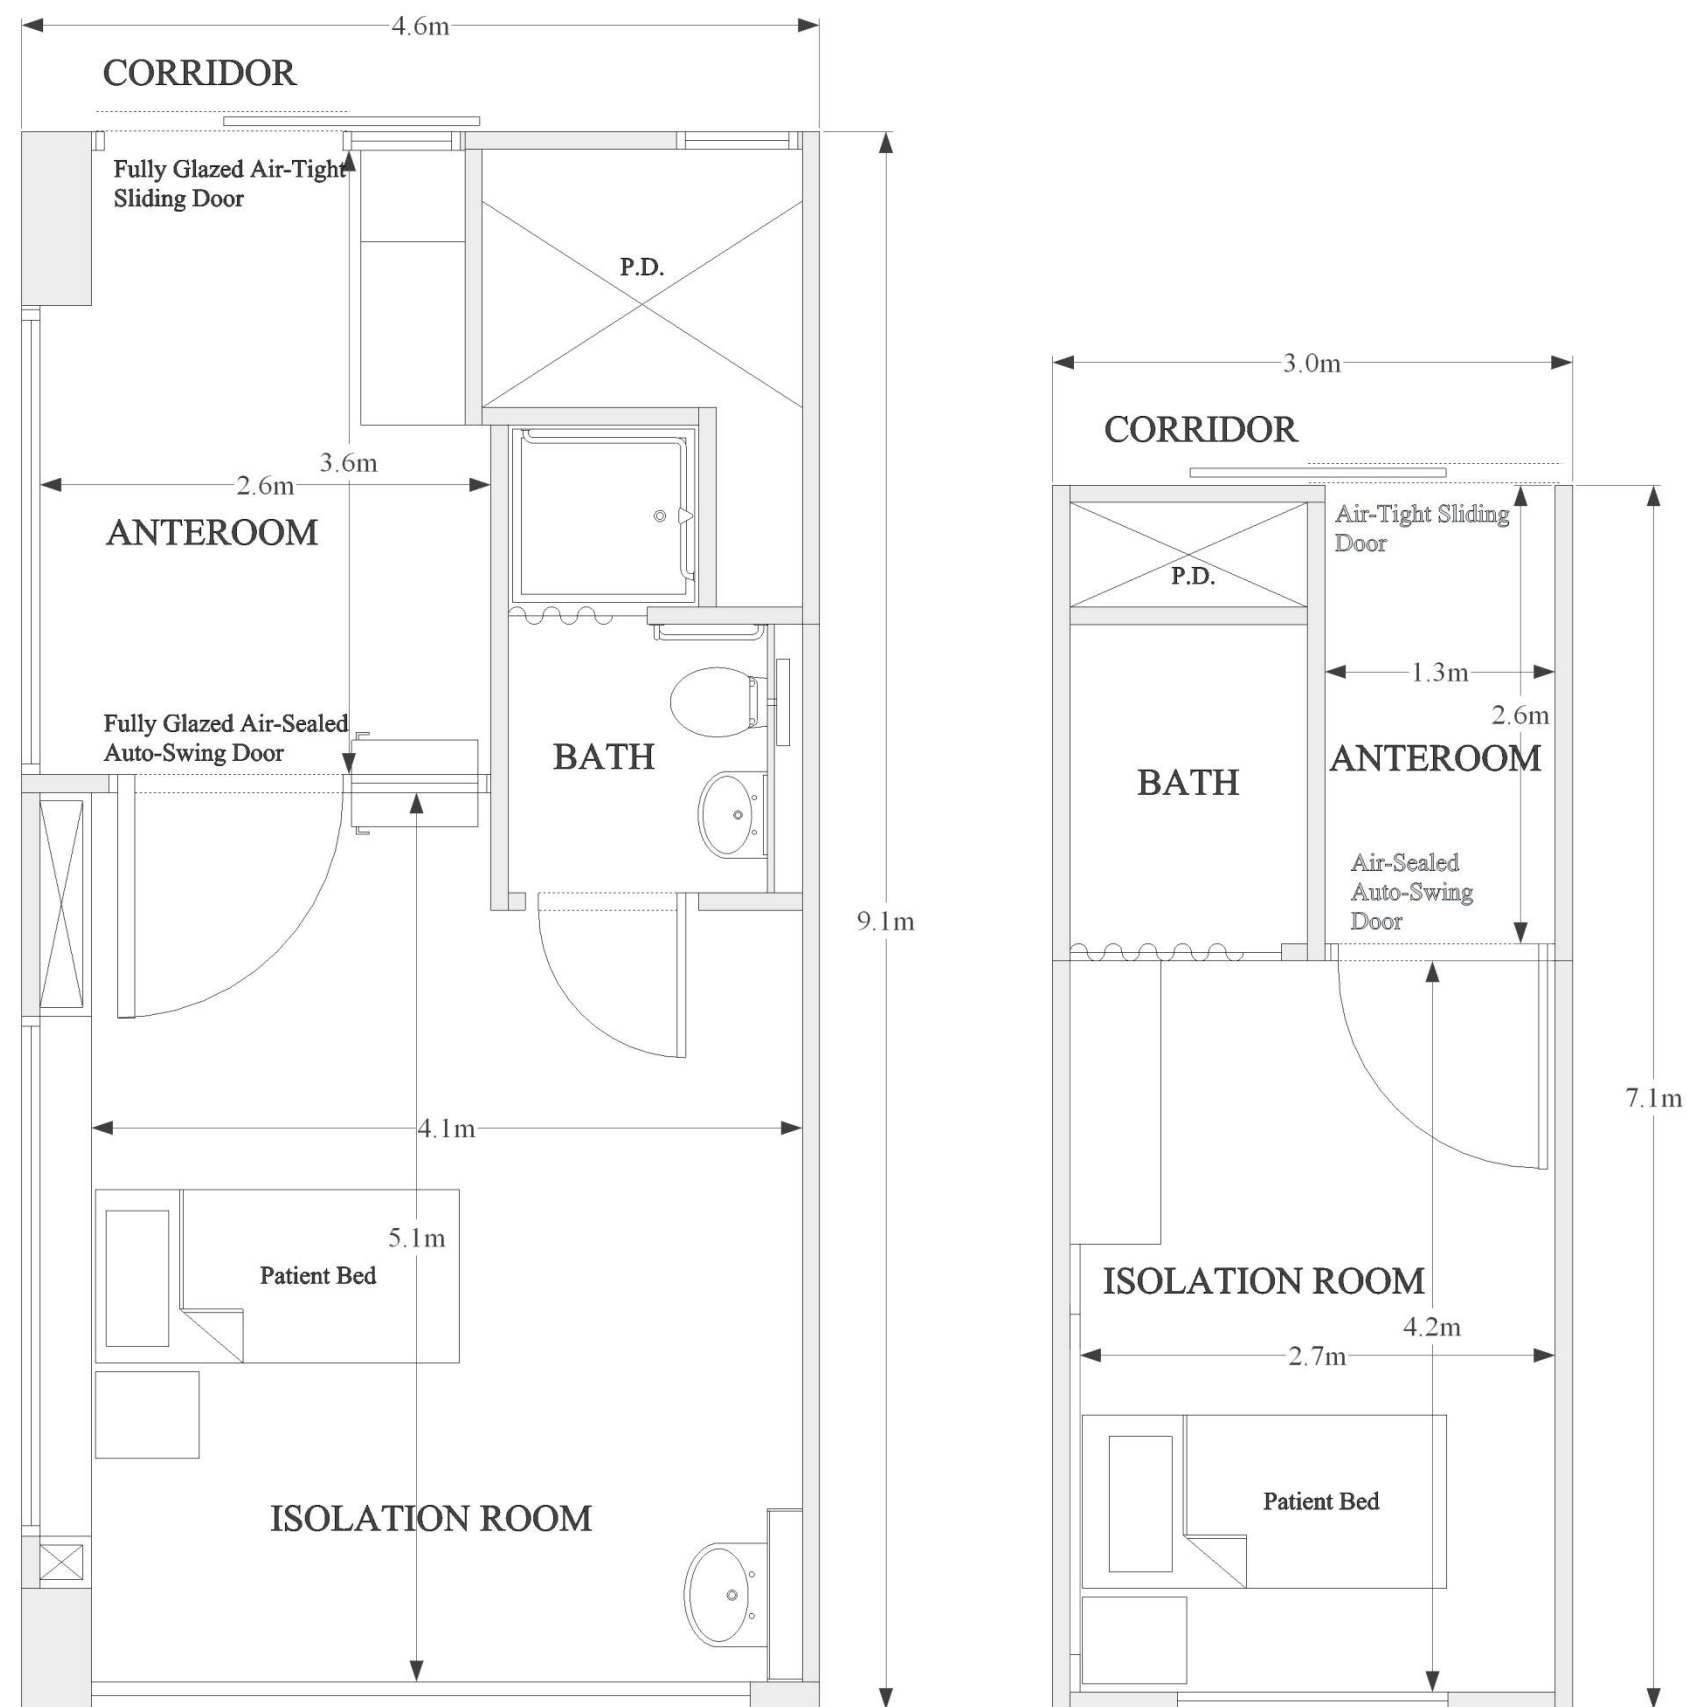 4.6m
CORRIDOR
Fully Glazed Air-Tight
Sliding Door
P.D.
3.6m
2.6m
ANTEROOM
Fully Glazed Air-Sealed
Auto-Swing Door
BATH
9.1m
4.1m
5.1m
Patient Bed
ISOLATION ROOM
3.0m
CORRIDOR
Air-Tight Sliding
Door
P.D.
1.3m
2.6m
ANTEROOM
BATH
Air-Sealed
Auto-Swing
Door
7.1m
ISOLATION ROOM
4.2m
2.7m
Patient Bed